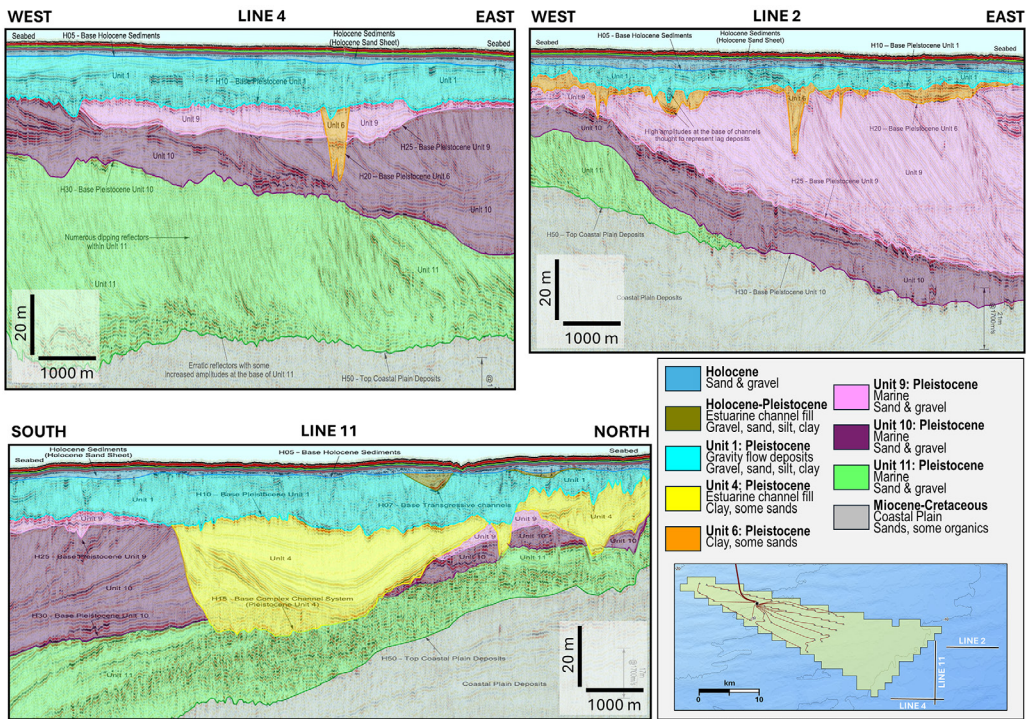 WEST LINE 4 EAST
Seabed
H05 - Base Holocene Sediments
Holocene Sediments
(Holocene Sand Sheet)
Seabed
Unit 1
H10 – Base Pleistocene Unit 1
Unit 1
Unit 9
Unit 6
Unit 9
H25 - Base Pleistocene Unit 9
Unit 10
H20 – Base Pleistocene Unit 6
H30 - Base Pleistocene Unit 10
Unit 10
Numerous dipping reflectors
within Unit 11
Unit 11
Unit 11
20 m
1000 m
Erratic reflectors with some
increased amplitudes at the base of Unit 11
H50 - Top Coastal Plain Deposits
WEST LINE 2 EAST
Seabed
H05 - Base Holocene Sediments
Holocene Sediments
(Holocene Sand Sheet)
H10 – Base Pleistocene Unit 1
Seabed
Unit 1
Unit 1
Unit 9
Unit 6
Unit 10
High amplitudes at the base of channels
thought to represent lag deposits
H20 - Base Pleistocene Unit 6
Unit 11
H25 - Base Pleistocene Unit 9
Unit 9
H50 – Top Coastal Plain Deposits
Unit 10
H30 - Base Pleistocene Unit 10
Coastal Plain Deposits
20 m
1000 m
SOUTH LINE 11 NORTH
Seabed
Holocene Sediments
(Holocene Sand Sheet)
H05 - Base Holocene Sediments
Seabed
Unit 1
H10 – Base Pleistocene Unit 1
H07 - Base Transgressive channels
Unit 1
Unit 9
Unit 9
Unit 4
H25 - Base Pleistocene Unit 9
Unit 4
Unit 9
Unit 10
Unit 10
Unit 10
Unit 11
Unit 10
H15 - Base Complex Channel System
(Pleistocene Unit 4)
H30 – Base Pleistocene Unit 10
H50 - Top Coastal Plain Deposits
Unit 11
Coastal Plain Deposits
20 m
1000 m
Holocene
Sand & gravel
Holocene-Pleistocene
Estuarine channel fill
Gravel, sand, silt, clay
Unit 1: Pleistocene
Gravity flow deposits
Gravel, sand, silt, clay
Unit 4: Pleistocene
Estuarine channel fill
Clay, some sands
Unit 6: Pleistocene
Clay, some sands
Unit 9: Pleistocene
Marine
Sand & gravel
Unit 10: Pleistocene
Marine
Sand & gravel
Unit 11: Pleistocene
Marine
Sand & gravel
Miocene-Cretaceous
Coastal Plain
Sands, some organics
km
0 10
LINE 2
LINE 11
LINE 4